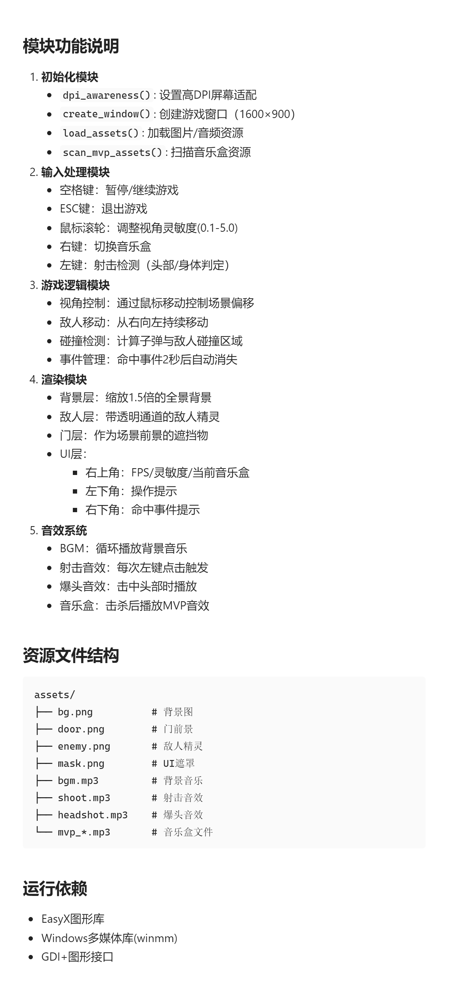 模块功能说明
1. 初始化模块
• dpi_awareness() : 设置高DPI屏幕适配
• create_window() : 创建游戏窗口（1600×900）
• load_assets() : 加载图片/音频资源
• scan_mvp_assets() : 扫描音乐盒资源
2. 输入处理模块
• 空格键：暂停/继续游戏
• ESC键：退出游戏
• 鼠标滚轮：调整视角灵敏度(0.1-5.0)
• 右键：切换音乐盒
• 左键：射击检测（头部/身体判定）
3. 游戏逻辑模块
• 视角控制：通过鼠标移动控制场景偏移
• 敌人移动：从右向左持续移动
• 碰撞检测：计算子弹与敌人碰撞区域
• 事件管理：命中事件2秒后自动消失
4. 渲染模块
• 背景层：缩放1.5倍的全景背景
• 敌人层：带透明通道的敌人精灵
• 门层：作为场景前景的遮挡物
• UI层：
▪ 右上角：FPS/灵敏度/当前音乐盒
▪ 左下角：操作提示
▪ 右下角：命中事件提示
5. 音效系统
• BGM：循环播放背景音乐
• 射击音效：每次左键点击触发
• 爆头音效：击中头部时播放
• 音乐盒：击杀后播放MVP音效
资源文件结构
assets/
├── bg.png          # 背景图
├── door.png        # 门前景
├── enemy.png       # 敌人精灵
├── mask.png        # UI遮罩
├── bgm.mp3         # 背景音乐
├── shoot.mp3       # 射击音效
├── headshot.mp3    # 爆头音效
└── mvp_*.mp3       # 音乐盒文件
运行依赖
• EasyX图形库
• Windows多媒体库(winmm)
• GDI+图形接口